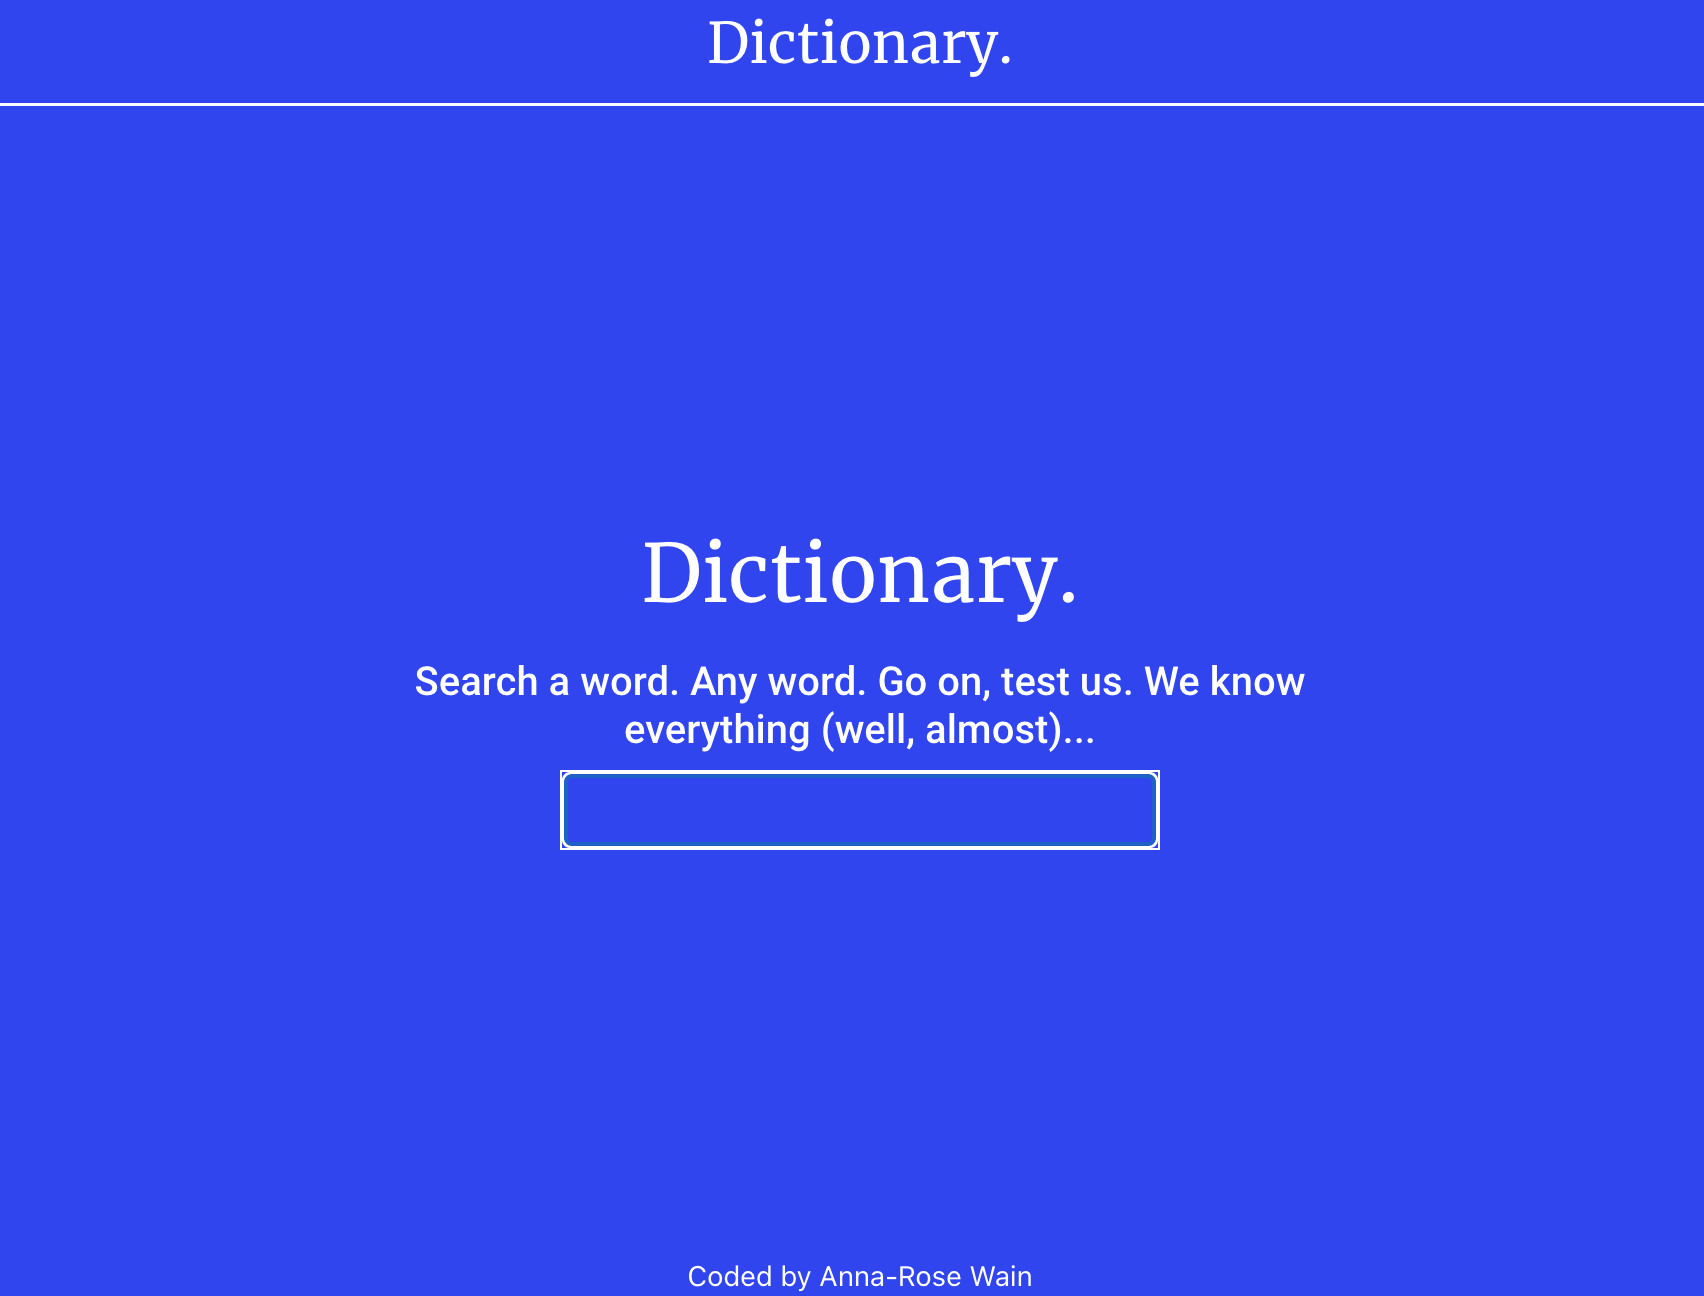 Dictionary.
Dictionary.
Search a word. Any word. Go on, test us. We know
everything (well, almost)...
Coded by Anna-Rose Wain